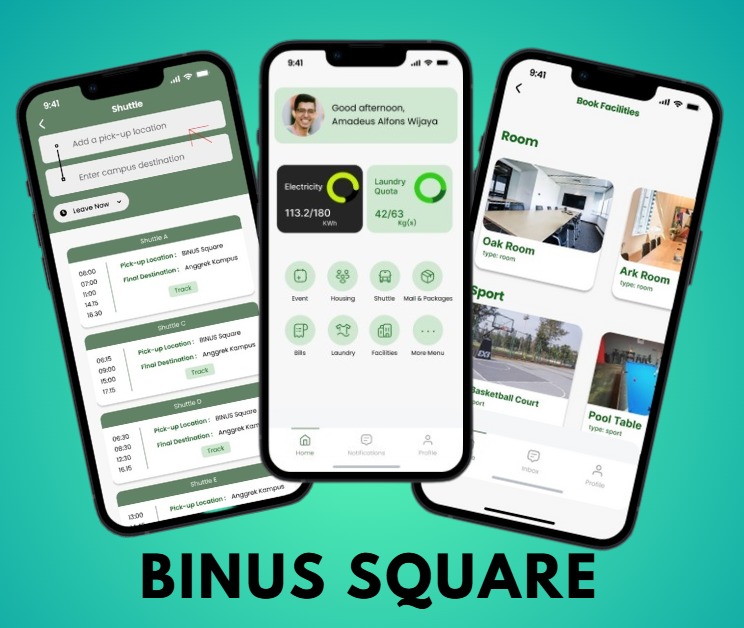 9:41
Shuttle
Add a pick-up location
Enter campus destination
Leave Now
Shuttle A
06:00
07:00
11:00
14.15
16.30
Pick-up Location : BINUS Square
Final Destination : Anggrek Kampus
Track
Shuttle C
06.15
09:00
15:00
17.15
Pick-up Location : BINUS Square
Final Destination : Anggrek Kampus
Track
Shuttle D
06:30
08:30
12:30
16.15
Pick-up Location : BINUS Square
Final Destination : Anggrek Kam
Track
Shuttle E
13:00
Pick-up Location :
Anggrek Kampus
9:41
Good afternoon,
Amadeus Alfons Wijaya
Electricity
113.2/180
KWh
Laundry
Quota
42/63
Kg(s)
Event
Housing
Shuttle
Mail & Packages
Bills
Laundry
Facilities
More Menu
Home
Notifications
Profile
9:41
Book Facilities
Room
Oak Room
type: room
Ark Room
type: room
Sport
Basketball Court
port
Pool Table
type: sport
Inbox
Profile
BINUS SQUARE